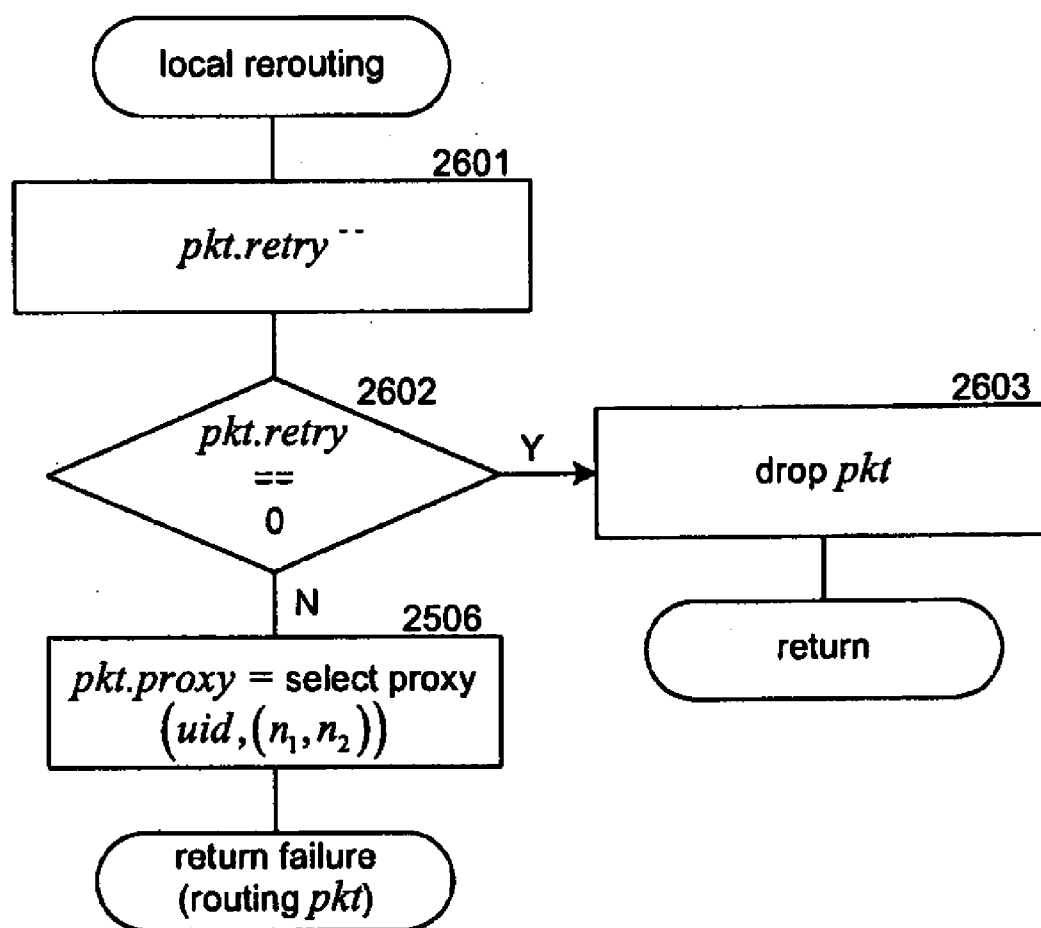 local rerouting
2601
pkt.retry --
2602
pkt.retry
==
0
Y
2603
drop pkt
return
N
2506
pkt.proxy = select proxy
(uid,(n₁,n₂))
return failure
(routing pkt)